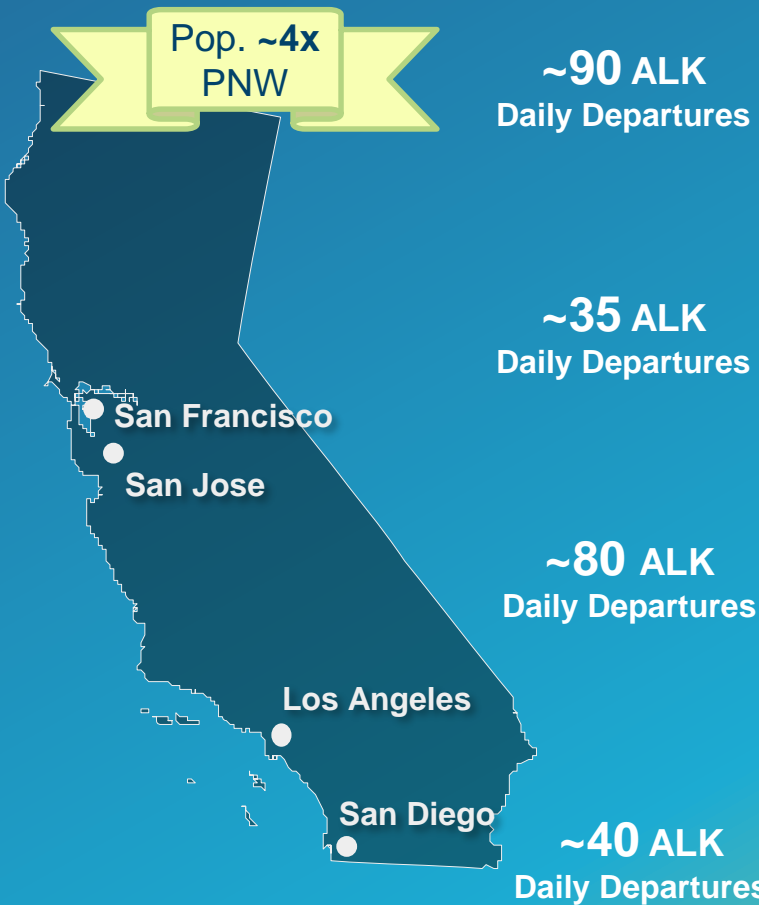 Pop. ~4x
PNW
~90 ALK
Daily Departures
~35 ALK
Daily Departures
San Francisco
San Jose
~80 ALK
Daily Departures
Los Angeles
San Diego
~40 ALK
Daily Departures